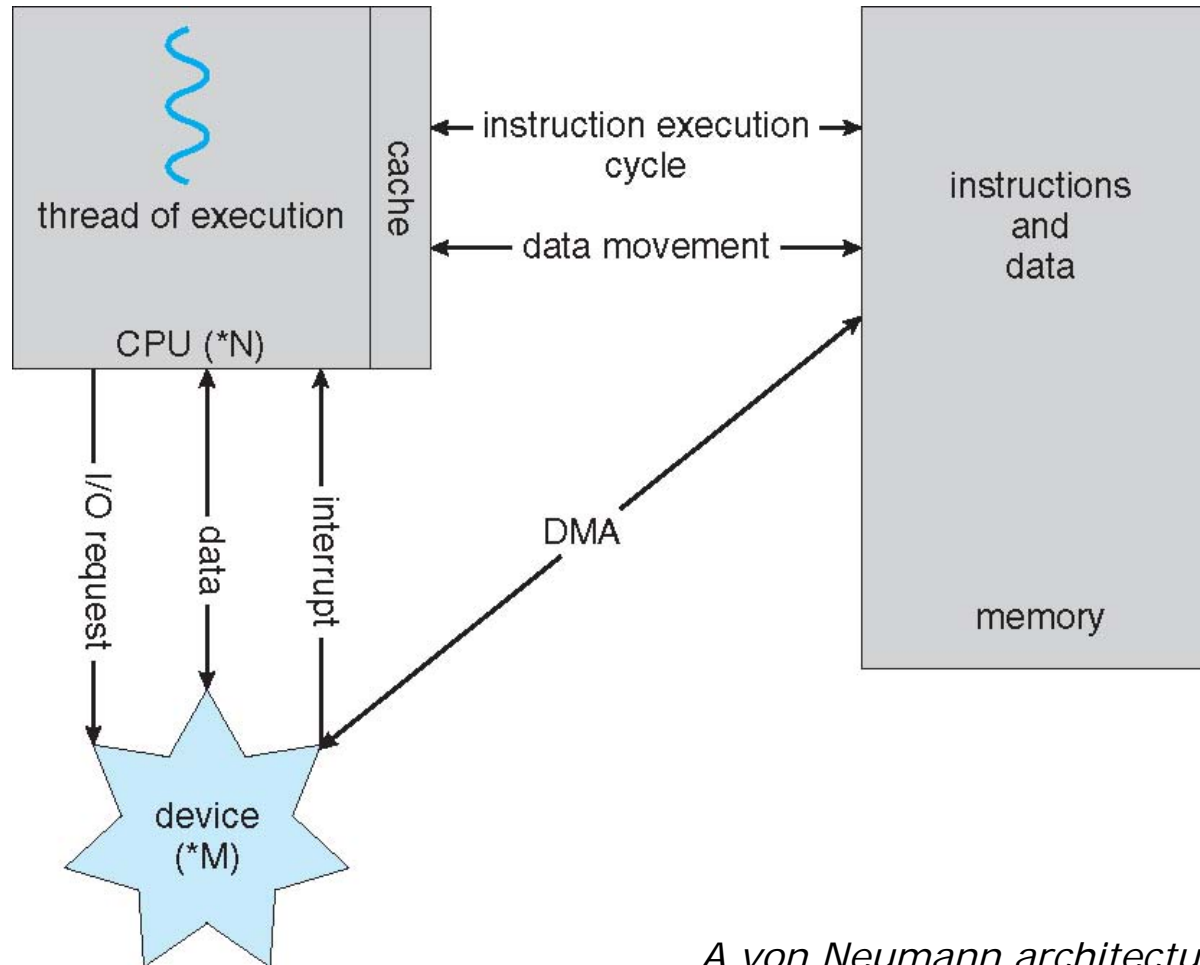 thread of execution
cache
CPU (*N)
instruction execution
cycle
data movement
instructions
and
data
memory
I/O request
data
interrupt
DMA
device
(*M)
A von Neumann architectu